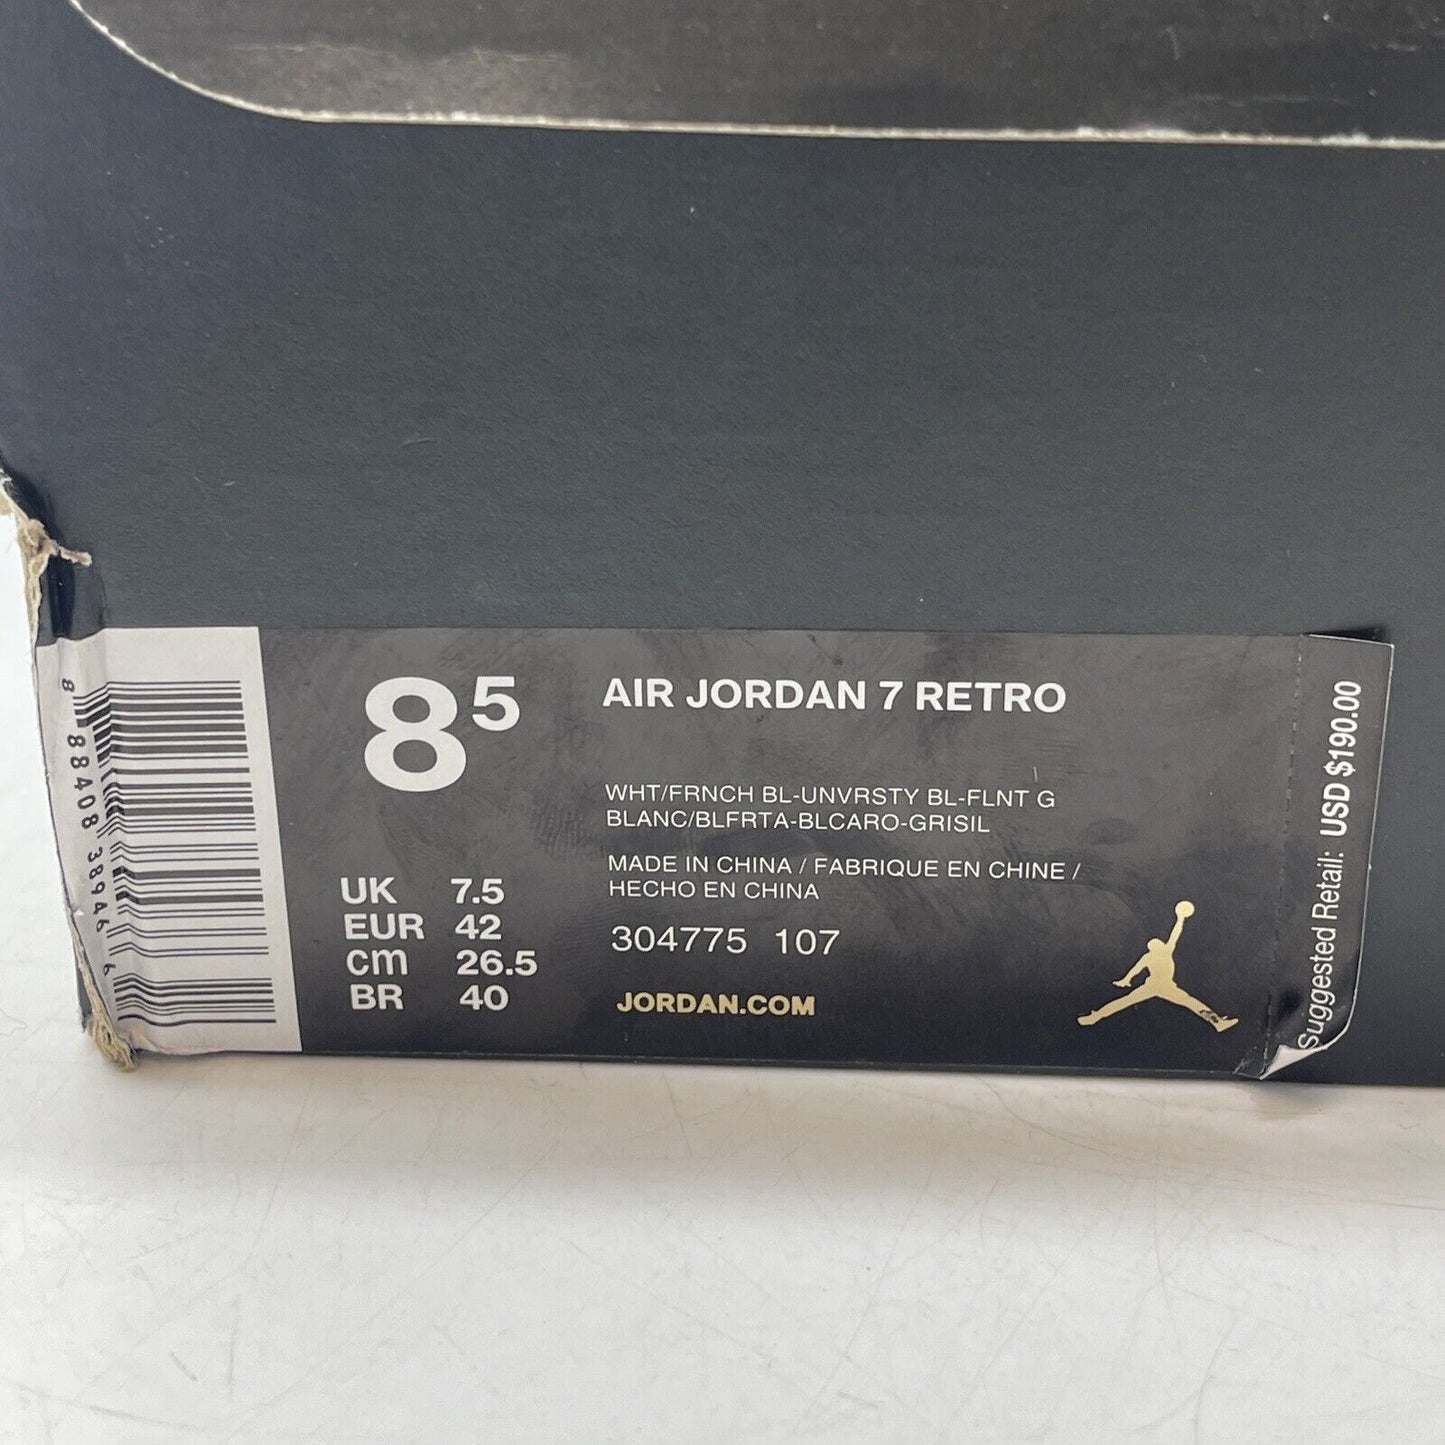 8 88408 38946 6
8 5
UK 7.5
EUR 42
cm 26.5
BR 40
AIR JORDAN 7 RETRO
WHT/FRNCH BL-UNVRSTY BL-FLNT G
BLANC/BLFRTA-BLCARO-GRISIL
MADE IN CHINA / FABRIQUE EN CHINE /
HECHO EN CHINA
304775 107
JORDAN.COM
Suggested Retail: USD $190.00